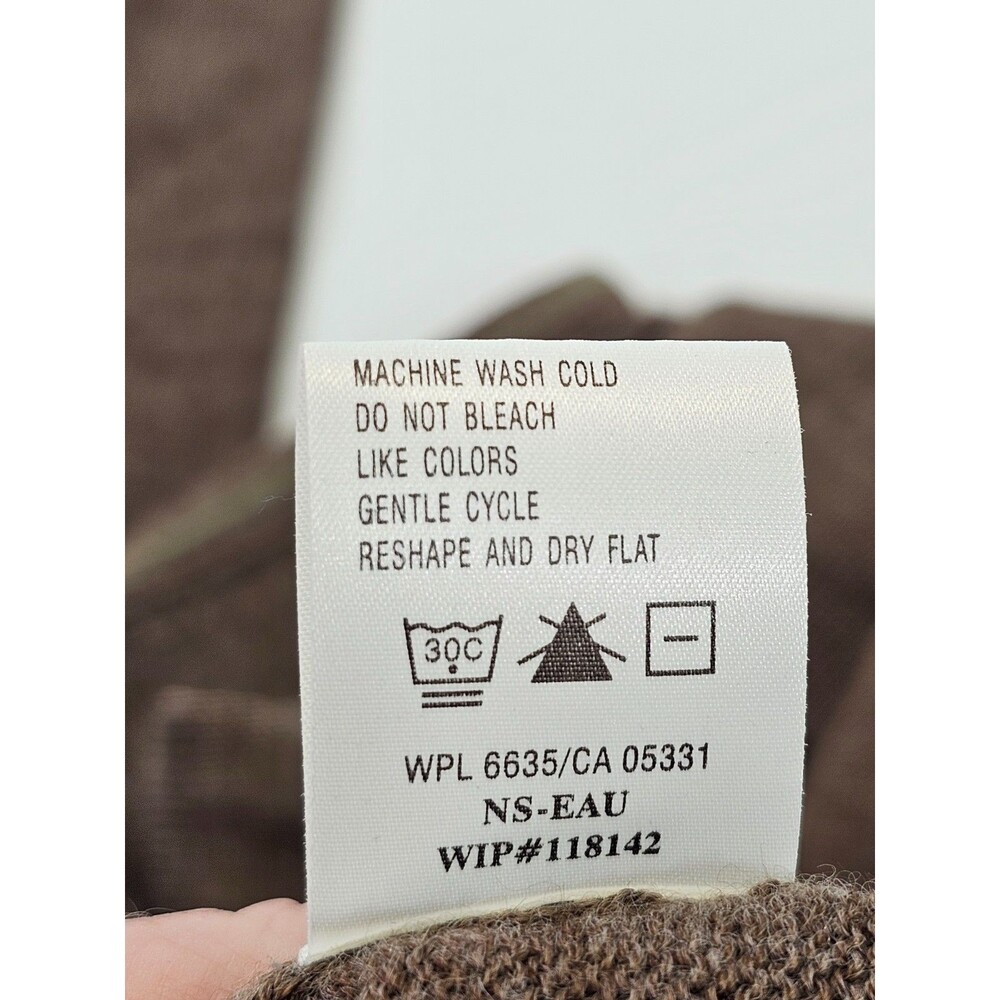 MACHINE WASH COLD
DO NOT BLEACH
LIKE COLORS
GENTLE CYCLE
RESHAPE AND DRY FLAT
30C
WPL 6635/CA 05331
NS-EAU
WIP#118142